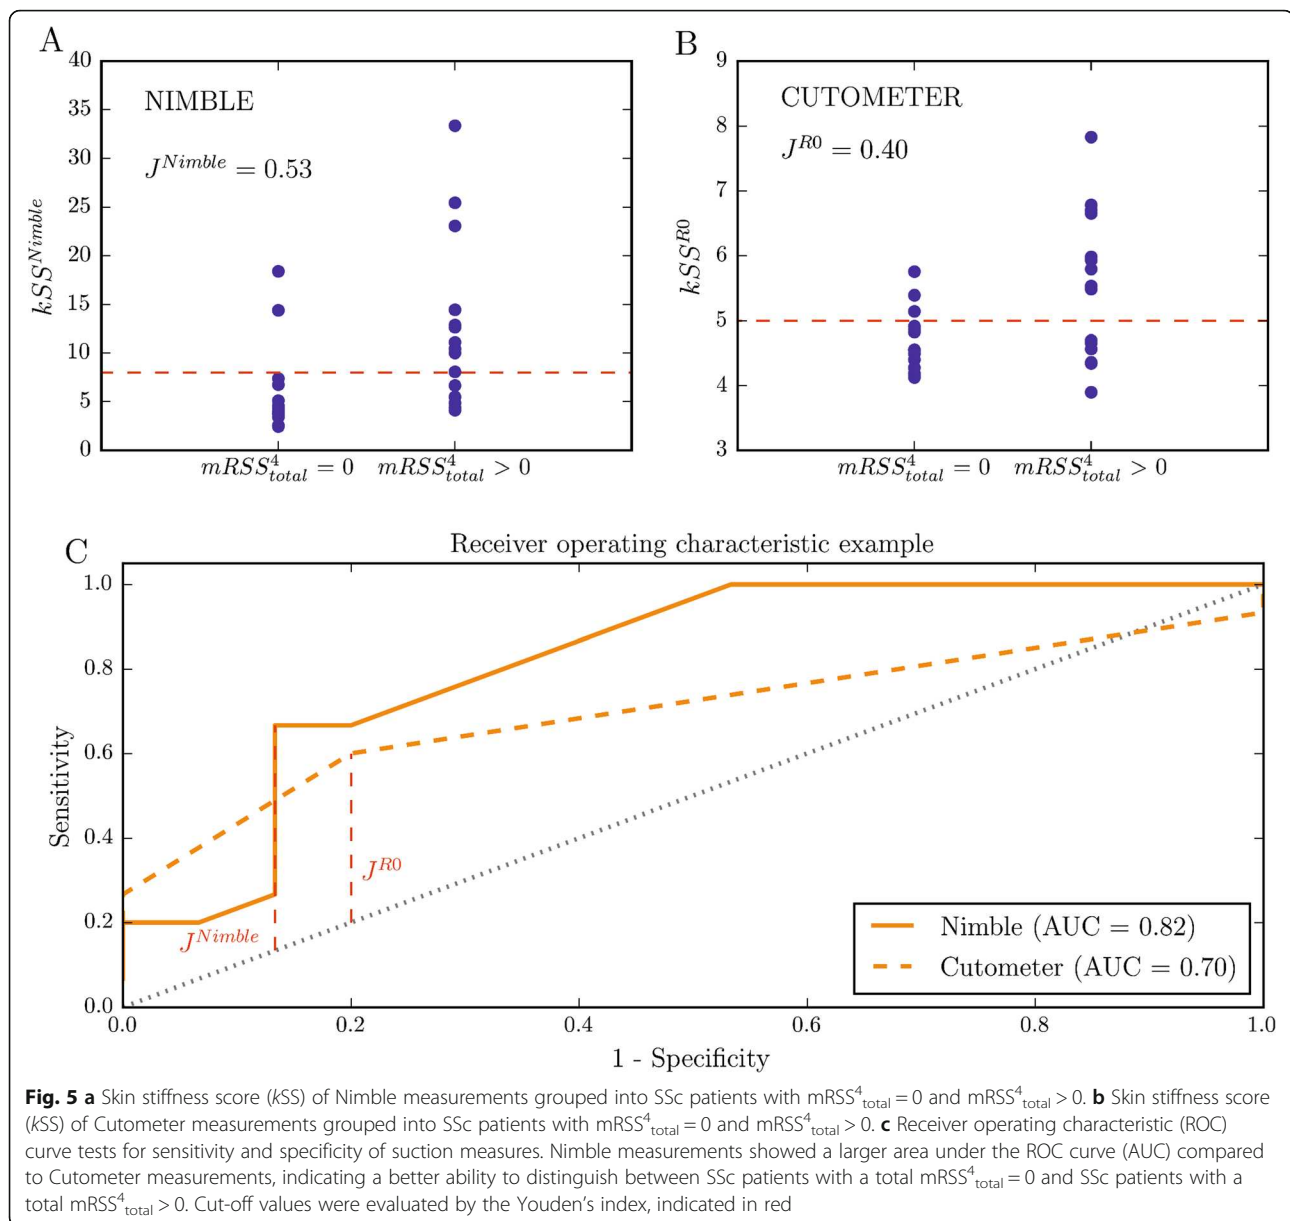 A
40
35
30
25
20
15
10
5
0
kSS^Nimble
NIMBLE
J^Nimble = 0.53
mRSS^4_total = 0 mRSS^4_total > 0
B
9
8
7
6
5
4
3
kSS^R0
CUTOMETER
J^R0 = 0.40
mRSS^4_total = 0 mRSS^4_total > 0
C
Receiver operating characteristic example
1.0
0.8
0.6
0.4
0.2
0.0
Sensitivity
J^R0
J^Nimble
Nimble (AUC = 0.82)
Cutometer (AUC = 0.70)
0.0 0.2 0.4 0.6 0.8 1.0
1 - Specificity
Fig. 5 a Skin stiffness score (kSS) of Nimble measurements grouped into SSc patients with mRSS^4_total = 0 and mRSS^4_total > 0. b Skin stiffness score
(kSS) of Cutometer measurements grouped into SSc patients with mRSS^4_total = 0 and mRSS^4_total > 0. c Receiver operating characteristic (ROC)
curve tests for sensitivity and specificity of suction measures. Nimble measurements showed a larger area under the ROC curve (AUC) compared
to Cutometer measurements, indicating a better ability to distinguish between SSc patients with a total mRSS^4_total = 0 and SSc patients with a
total mRSS^4_total > 0. Cut-off values were evaluated by the Youden's index, indicated in red